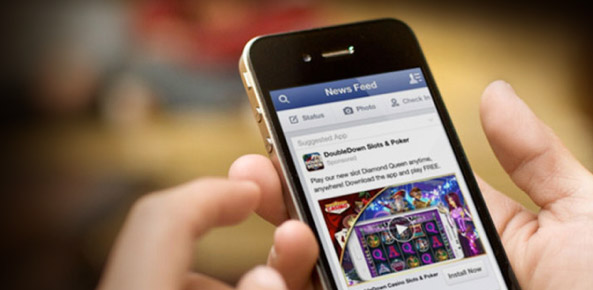 News Feed
Status Photo Check In
Suggested App
DoubleDown Slots & Poker
Sponsored
Play our new slot Diamond Queen anytime,
anywhere! Download the app and play FREE.
DoubleDown Casino Slots & Poker
Install Now